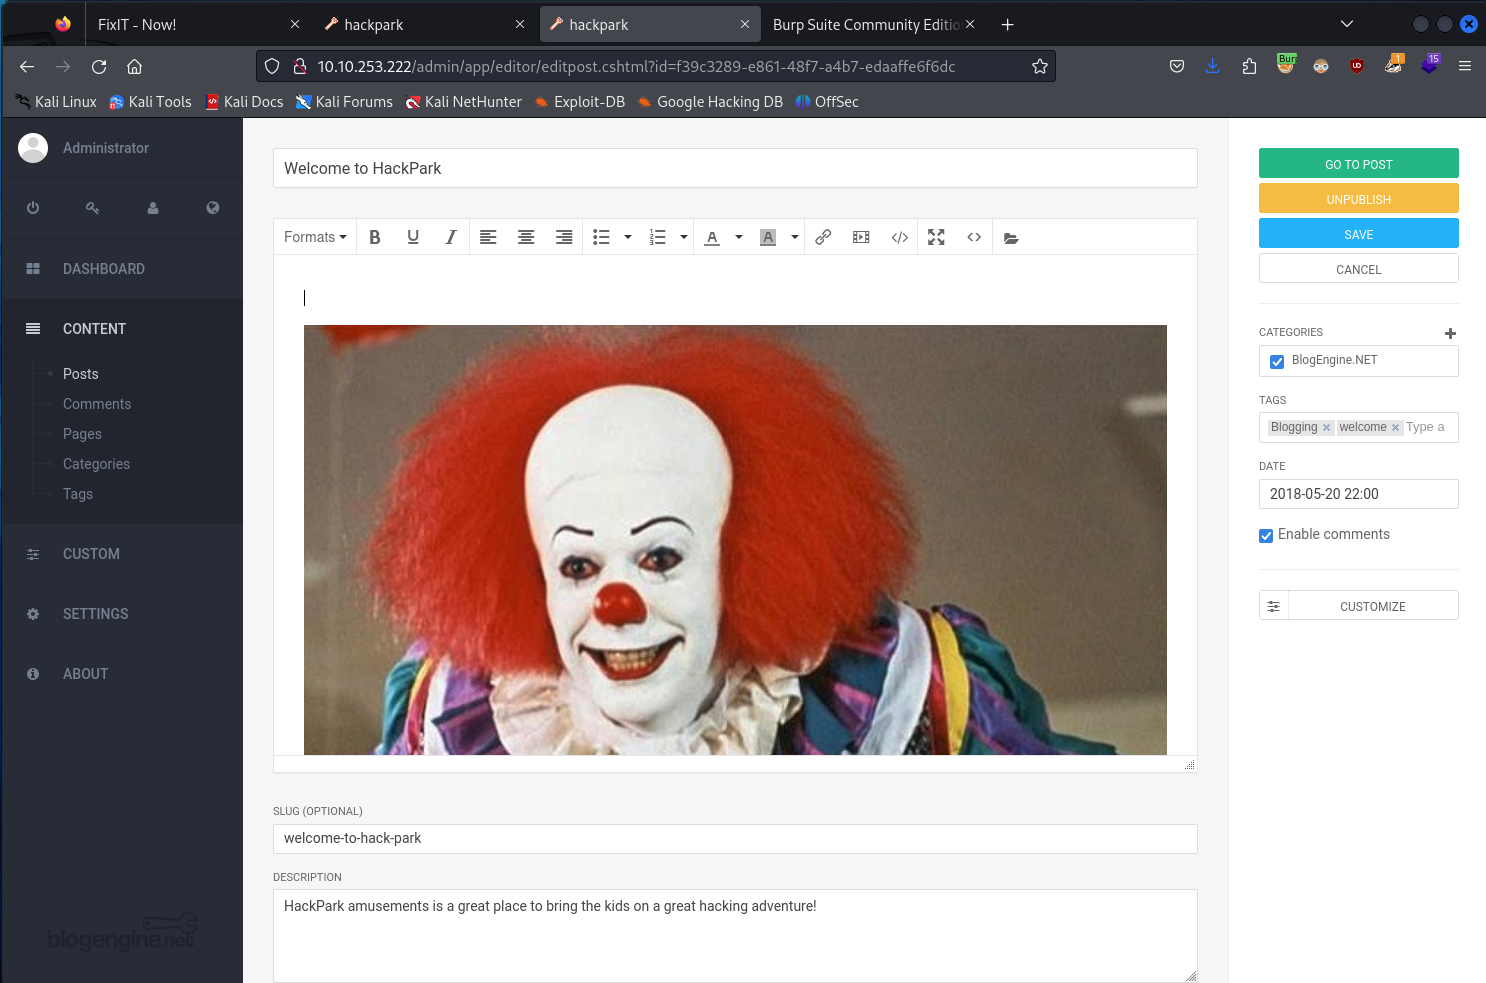 FixIT - Now!
hackpark
hackpark
Burp Suite Community Editio
10.10.253.222/admin/app/editor/editpost.cshtml?id=f39c3289-e861-48f7-a4b7-edaaffe6f6dc
Burr
1
15
Kali Linux Kali Tools Kali Docs Kali Forums Kali NetHunter Exploit-DB Google Hacking DB OffSec
Administrator
DASHBOARD
CONTENT
Posts
Comments
Pages
Categories
Tags
CUSTOM
SETTINGS
ABOUT
blogengine.net
Welcome to HackPark
Formats
SLUG (OPTIONAL)
welcome-to-hack-park
DESCRIPTION
HackPark amusements is a great place to bring the kids on a great hacking adventure!
GO TO POST
UNPUBLISH
SAVE
CANCEL
CATEGORIES
BlogEngine.NET
TAGS
Blogging × welcome × Type a
DATE
2018-05-20 22:00
Enable comments
CUSTOMIZE